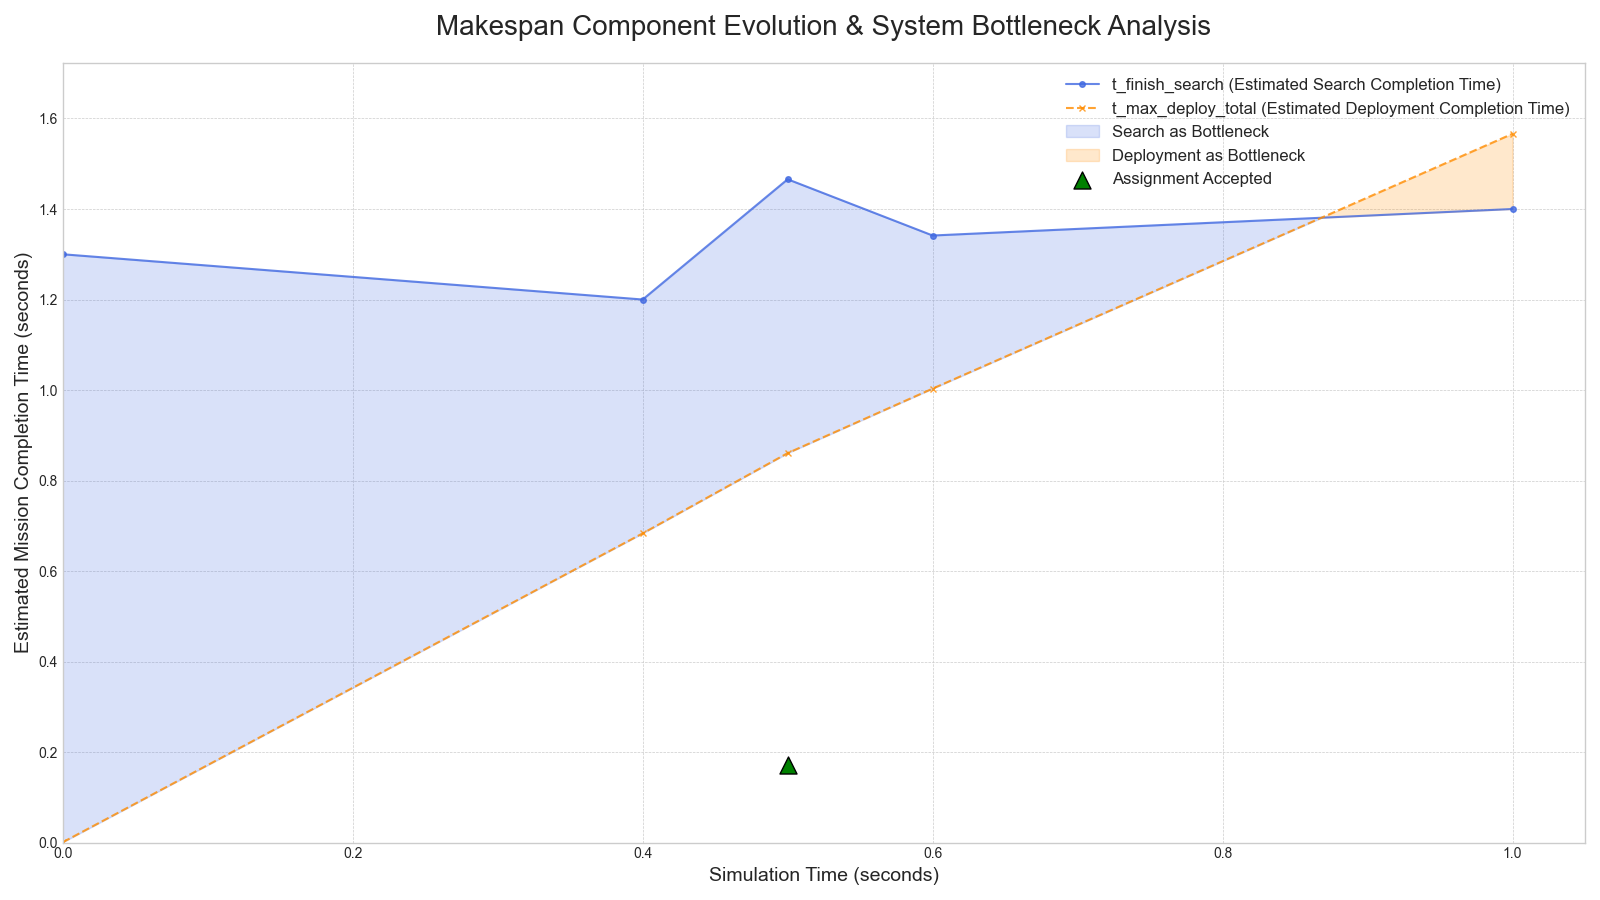 Makespan Component Evolution & System Bottleneck Analysis
t_finish_search (Estimated Search Completion Time)
t_max_deploy_total (Estimated Deployment Completion Time)
Search as Bottleneck
Deployment as Bottleneck
Assignment Accepted
Estimated Mission Completion Time (seconds)
1.6
1.4
1.2
1.0
0.8
0.6
0.4
0.2
0.0
0.0 0.2 0.4 0.6 0.8 1.0
Simulation Time (seconds)